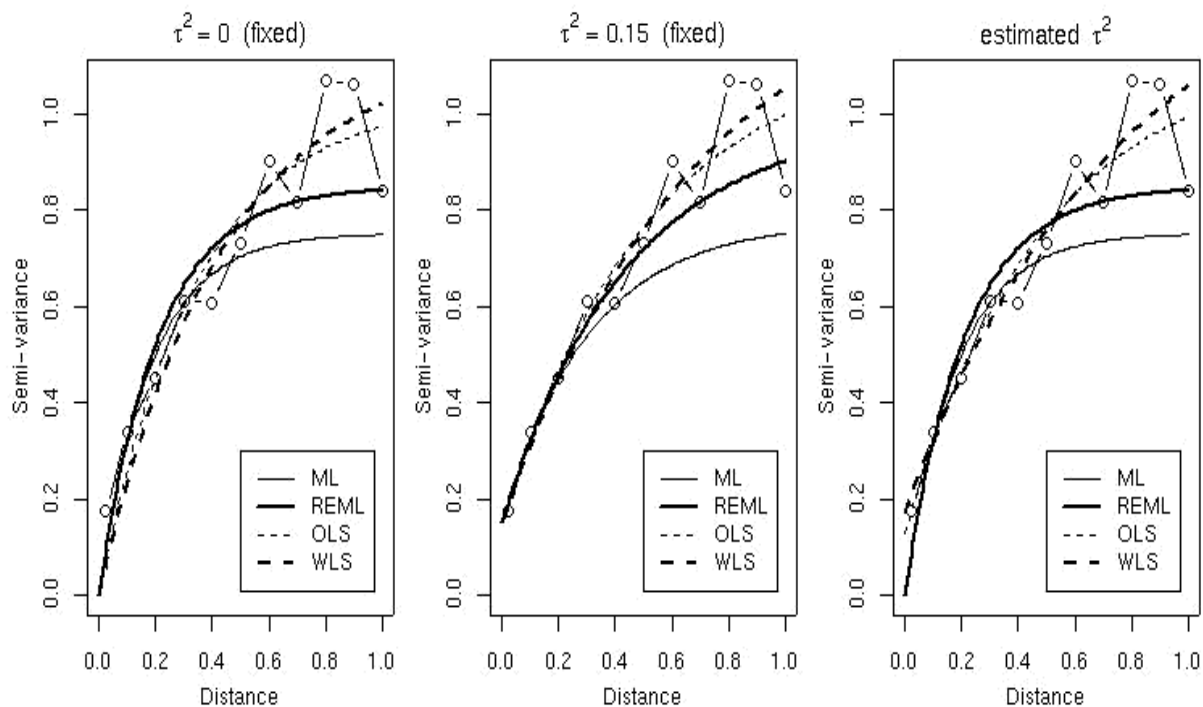 τ² = 0 (fixed)
Semi-variance
1.0
0.8
0.6
0.4
0.2
0.0
ML
REML
OLS
WLS
0.0 0.2 0.4 0.6 0.8 1.0
Distance
τ² = 0.15 (fixed)
Semi-variance
1.0
0.8
0.6
0.4
0.2
0.0
ML
REML
OLS
WLS
0.0 0.2 0.4 0.6 0.8 1.0
Distance
estimated τ²
Semi-variance
1.0
0.8
0.6
0.4
0.2
0.0
ML
REML
OLS
WLS
0.0 0.2 0.4 0.6 0.8 1.0
Distance